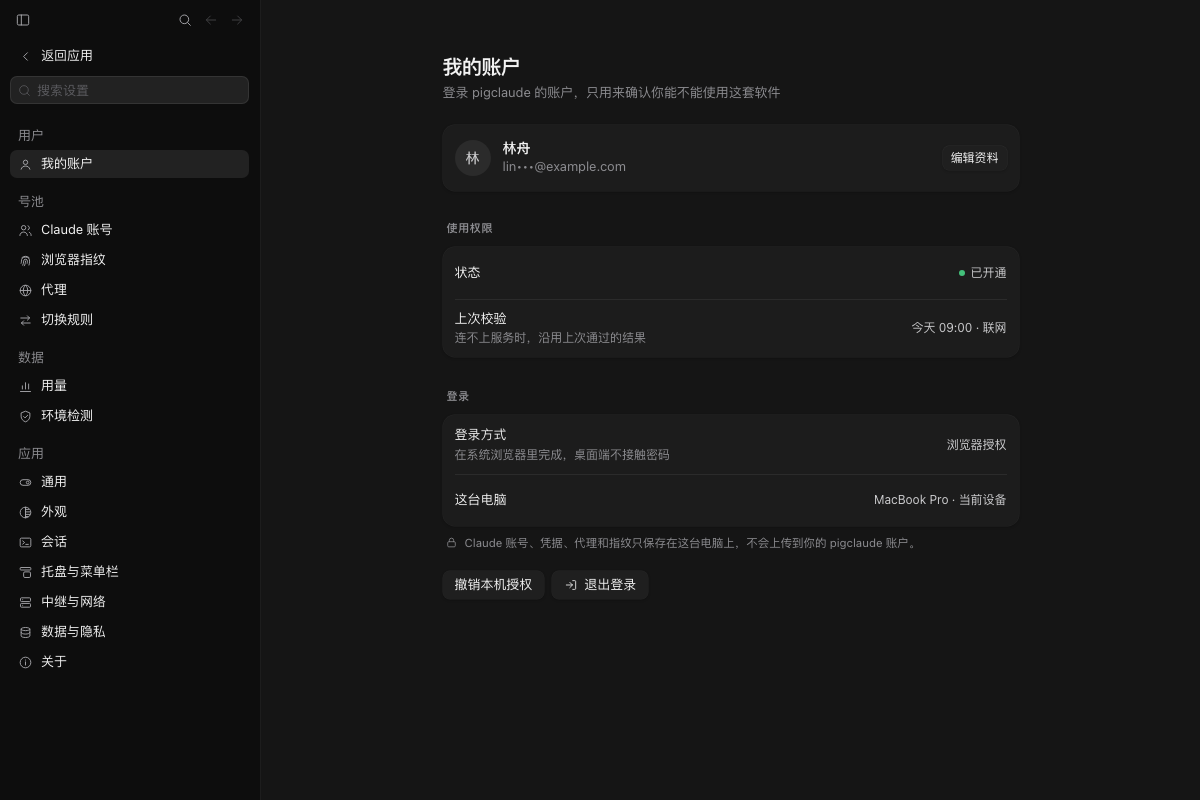 返回应用
搜索设置
用户
我的账户
号池
Claude 账号
浏览器指纹
代理
切换规则
数据
用量
环境检测
应用
通用
外观
会话
托盘与菜单栏
中继与网络
数据与隐私
关于
我的账户
登录 pigclaude 的账户，只用来确认你能不能使用这套软件
林
林舟
lin•••@example.com
编辑资料
使用权限
状态
已开通
上次校验
连不上服务时，沿用上次通过的结果
今天 09:00 · 联网
登录
登录方式
在系统浏览器里完成，桌面端不接触密码
浏览器授权
这台电脑
MacBook Pro · 当前设备
Claude 账号、凭据、代理和指纹只保存在这台电脑上，不会上传到你的 pigclaude 账户。
撤销本机授权
退出登录